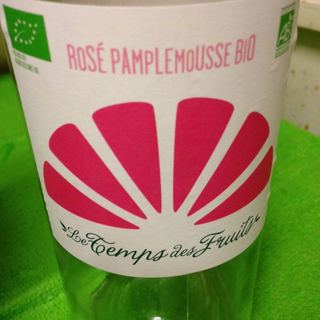 ROSÉ PAMPLEMOUSSE BIO
Le Temps des Fruits